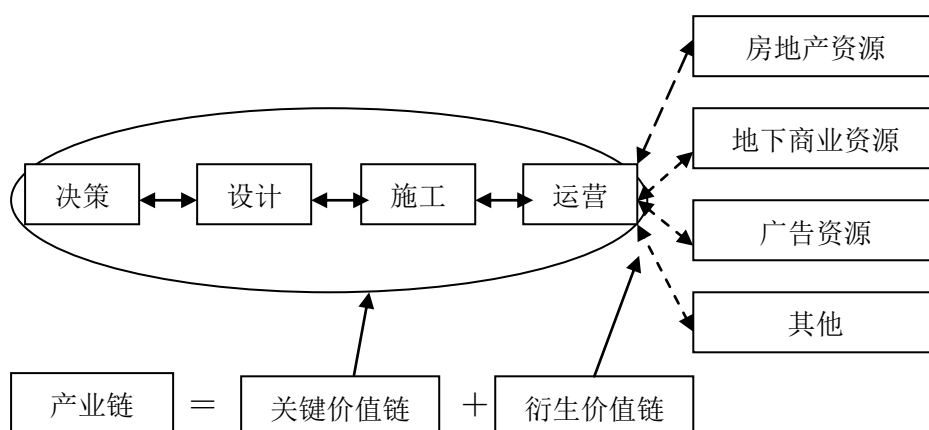 房地产资源
地下商业资源
决策 设计 施工 运营
广告资源
其他
产业链 = 关键价值链 + 衍生价值链